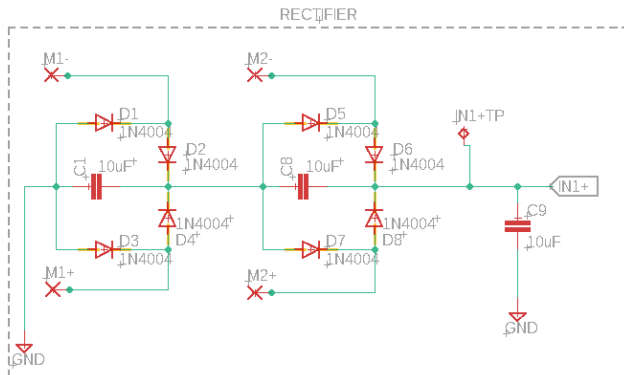 RECTIFIER
M1-
M2-
D1
1N4004
D5
1N4004
IN1+TP
D2
1N4004
D6
1N4004
C1
10uF
C8
10uF
IN1+
1N4004
D4
1N4004
D8
C9
10uF
D3
1N4004
D7
1N4004
M1+
M2+
GND
GND